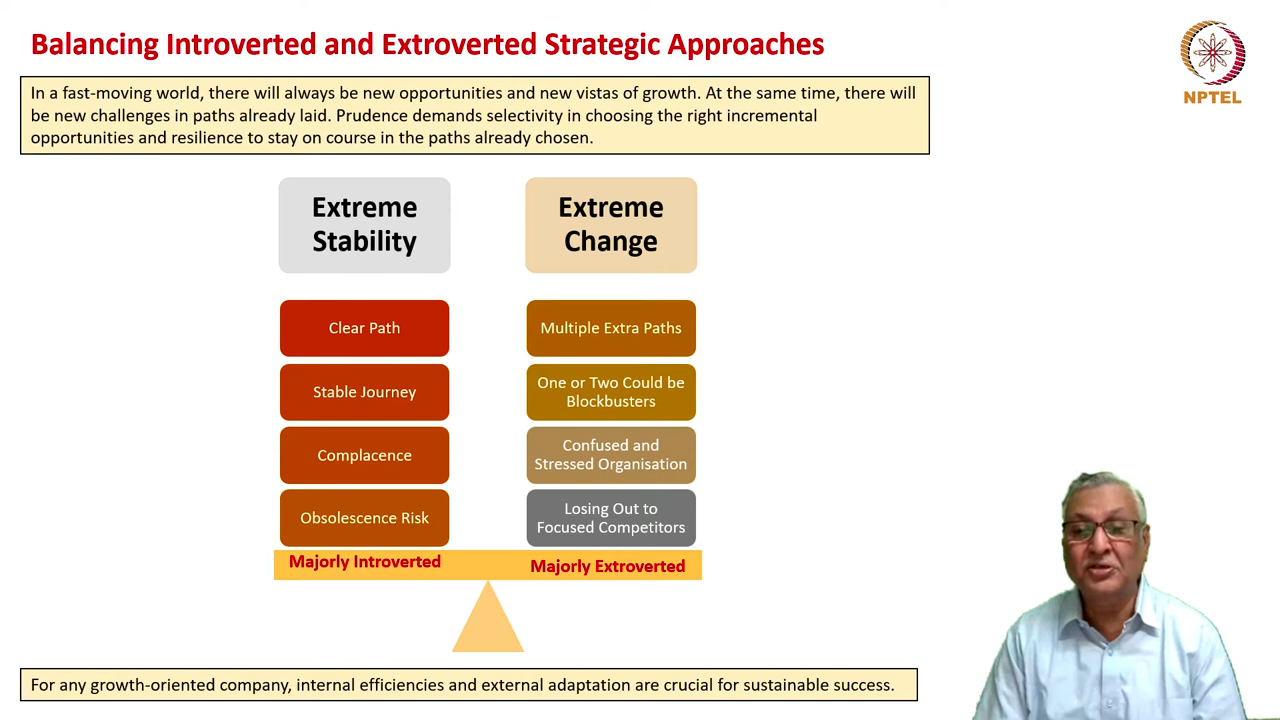 Balancing Introverted and Extroverted Strategic Approaches
NPTEL
In a fast-moving world, there will always be new opportunities and new vistas of growth. At the same time, there will
be new challenges in paths already laid. Prudence demands selectivity in choosing the right incremental
opportunities and resilience to stay on course in the paths already chosen.
Extreme
Stability
Clear Path
Stable Journey
Complacence
Obsolescence Risk
Majorly Introverted
Extreme
Change
Multiple Extra Paths
One or Two Could be
Blockbusters
Confused and
Stressed Organisation
Losing Out to
Focused Competitors
Majorly Extroverted
For any growth-oriented company, internal efficiencies and external adaptation are crucial for sustainable success.